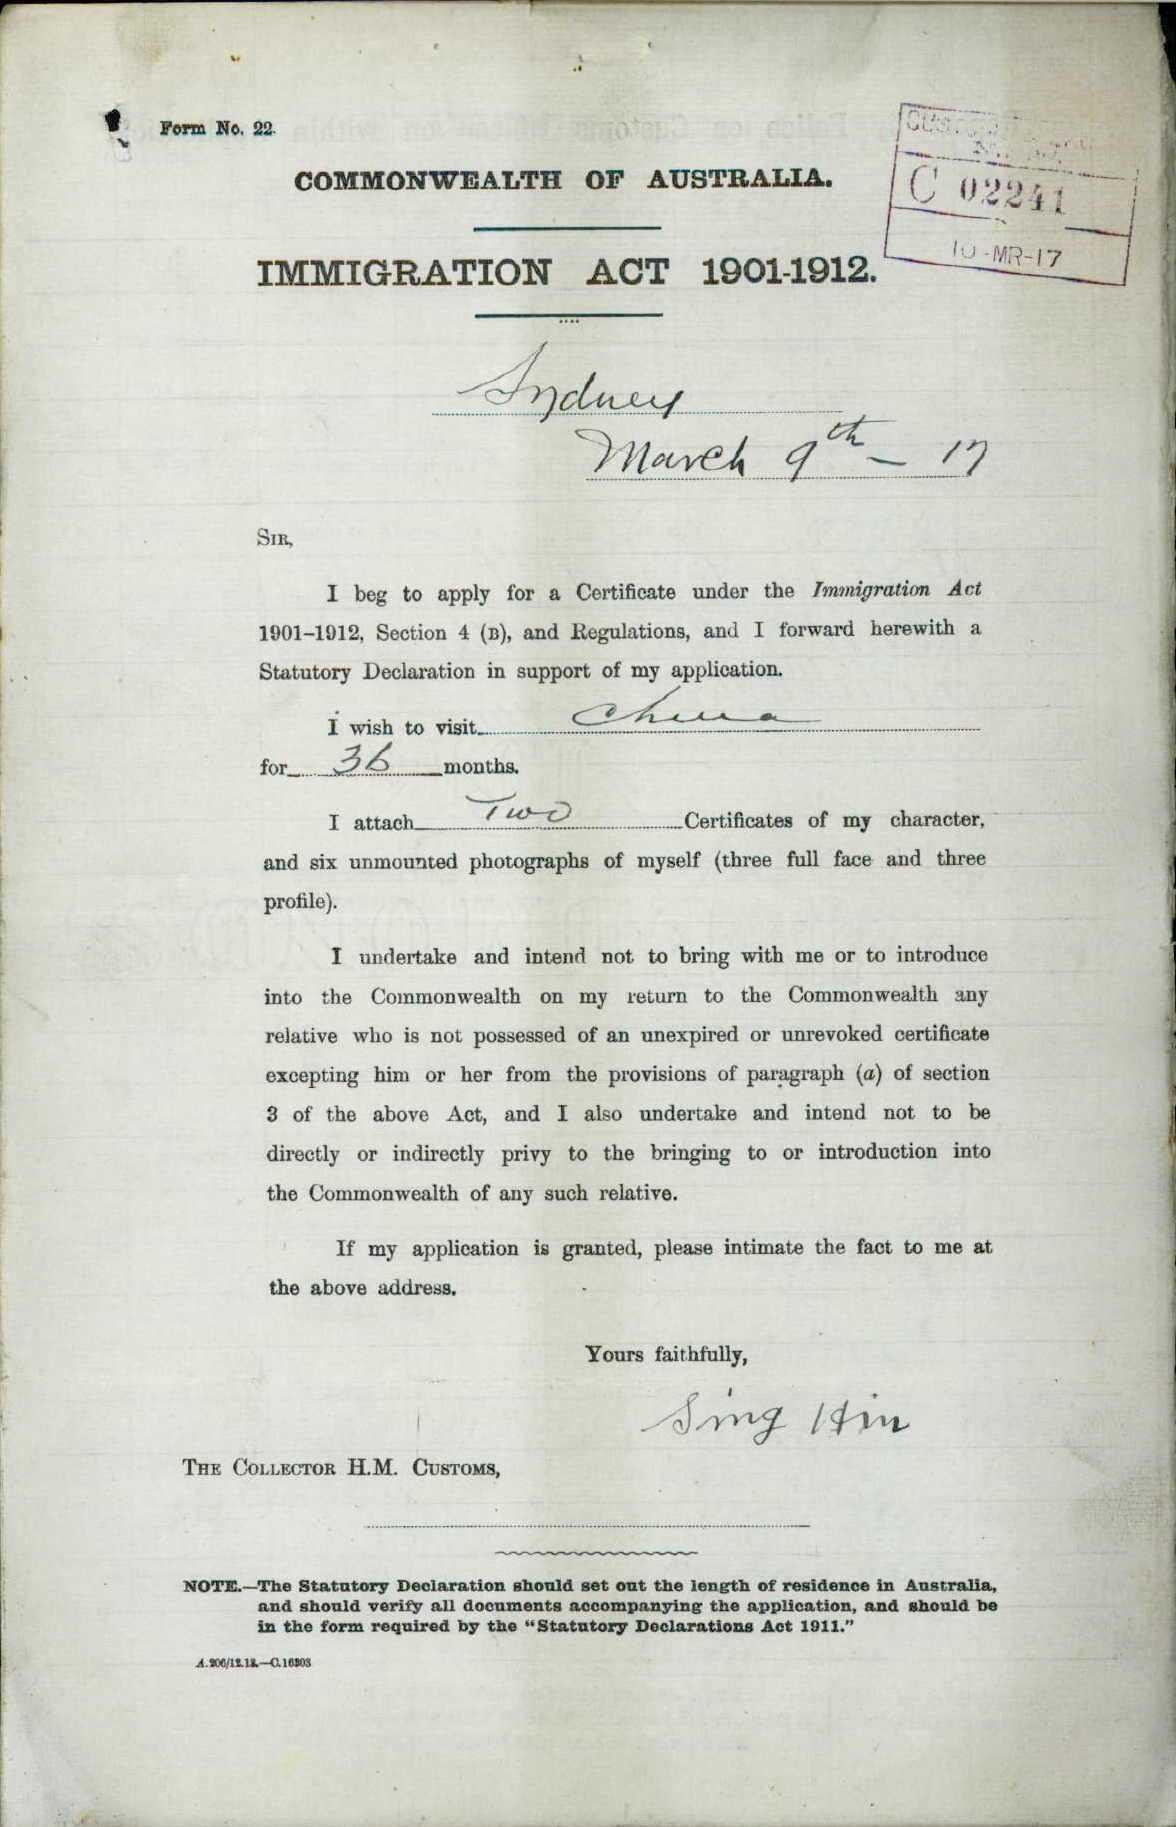 Form No. 22.
CUSTOMS
C 02241
10-MR-17
COMMONWEALTH OF AUSTRALIA.
IMMIGRATION ACT 1901-1912.
Sydney
March 9th - 17
SIR,
I beg to apply for a Certificate under the Immigration Act
1901-1912, Section 4 (B), and Regulations, and I forward herewith a
Statutory Declaration in support of my application.
I wish to visit China
for 36 months.
I attach Two Certificates of my character,
and six unmounted photographs of myself (three full face and three
profile).
I undertake and intend not to bring with me or to introduce
into the Commonwealth on my return to the Commonwealth any
relative who is not possessed of an unexpired or unrevoked certificate
excepting him or her from the provisions of paragraph (a) of section
3 of the above Act, and I also undertake and intend not to be
directly or indirectly privy to the bringing to or introduction into
the Commonwealth of any such relative.
If my application is granted, please intimate the fact to me at
the above address.
Yours faithfully,
Sing Hin
THE COLLECTOR H.M. CUSTOMS,
NOTE.—The Statutory Declaration should set out the length of residence in Australia,
and should verify all documents accompanying the application, and should be
in the form required by the "Statutory Declarations Act 1911."
A.206/12.12.—C.16303